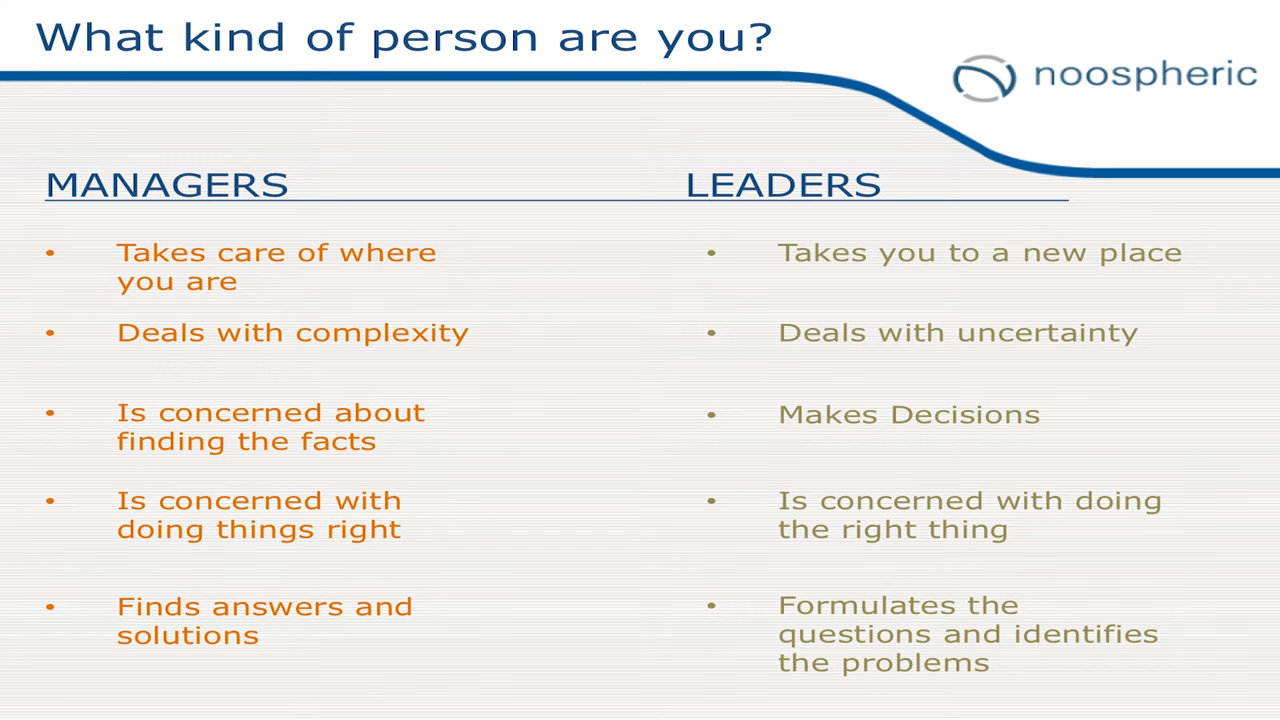 What kind of person are you?
noospheric
MANAGERS
LEADERS
• Takes care of where
you are
• Takes you to a new place
• Deals with complexity
• Deals with uncertainty
• Is concerned about
finding the facts
• Makes Decisions
• Is concerned with
doing things right
• Is concerned with doing
the right thing
• Finds answers and
solutions
• Formulates the
questions and identifies
the problems